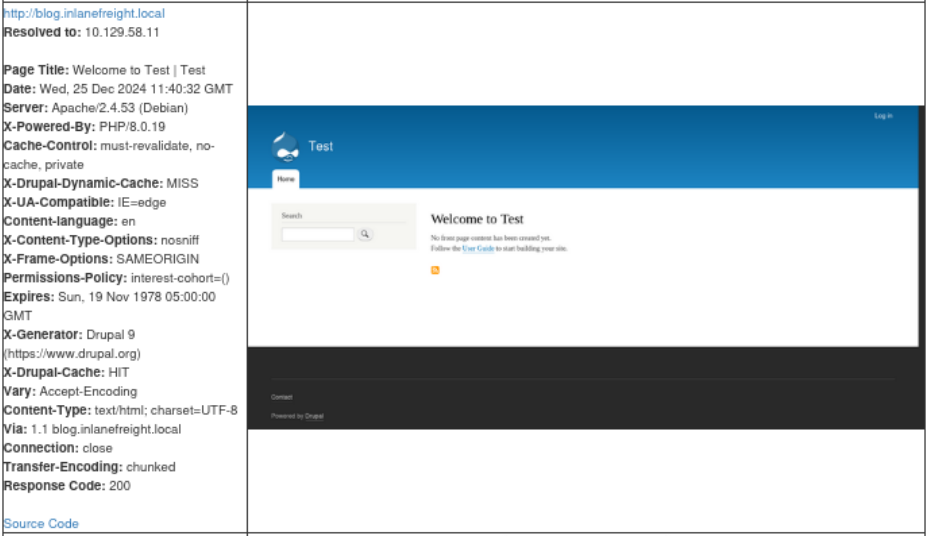 http://blog.inlanefreight.local
Resolved to: 10.129.58.11
Page Title: Welcome to Test | Test
Date: Wed, 25 Dec 2024 11:40:32 GMT
Server: Apache/2.4.53 (Debian)
X-Powered-By: PHP/8.0.19
Cache-Control: must-revalidate, no-
cache, private
X-Drupal-Dynamic-Cache: MISS
X-UA-Compatible: IE=edge
Content-language: en
X-Content-Type-Options: nosniff
X-Frame-Options: SAMEORIGIN
Permissions-Policy: interest-cohort=()
Expires: Sun, 19 Nov 1978 05:00:00
GMT
X-Generator: Drupal 9
(https://www.drupal.org)
X-Drupal-Cache: HIT
Vary: Accept-Encoding
Content-Type: text/html; charset=UTF-8
Via: 1.1 blog.inlanefreight.local
Connection: close
Transfer-Encoding: chunked
Response Code: 200
Source Code
Log in
Test
Home
Search
Welcome to Test
No front page content has been created yet.
Follow the User Guide to start building your site.
Contact
Powered by Drupal